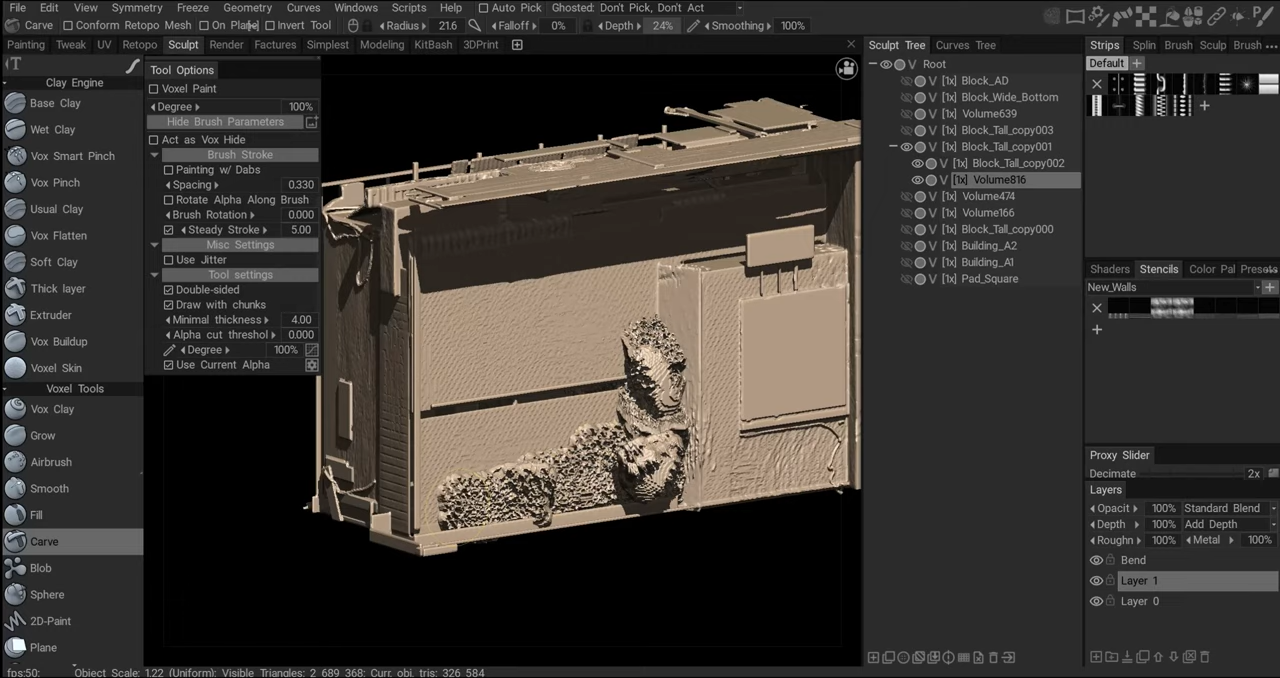 File Edit View Symmetry Freeze Geometry Curves Windows Scripts Help Auto Pick Ghosted: Don't Pick, Don't Act
Carve Conform Retopo Mesh On Plane Invert Tool Radius 21.6 Falloff 0% Depth 24% Smoothing 100%
Painting Tweak UV Retopo Sculpt Render Factures Simplest Modeling KitBash 3DPrint
Clay Engine
Base Clay
Wet Clay
Vox Smart Pinch
Vox Pinch
Usual Clay
Vox Flatten
Soft Clay
Thick layer
Extruder
Vox Buildup
Vox Skin
Voxel Tools
Vox Clay
Grow
Airbrush
Smooth
Fill
Carve
Blob
Sphere
2D-Paint
Plane
Tool Options
Voxel Paint
Degree 100%
Hide Brush Parameters
Act as Vox Hide
Brush Stroke
Painting w/ Dabs
Spacing 0.330
Rotate Alpha Along Brush
Brush Rotation 0.000
Steady Stroke 5.00
Misc Settings
Use Jitter
Tool settings
Double-sided
Draw with chunks
Minimal thickness 4.00
Alpha cut threshol 0.000
Degree 100%
Use Current Alpha
Sculpt Tree Curves Tree
V Root
V [1x] Block_AD
V [1x] Block_Wide_Bottom
V [1x] Volume639
V [1x] Block_Tall_copy003
V [1x] Block_Tall_copy001
V [1x] Block_Tall_copy002
V [1x] Volume816
V [1x] Volume474
V [1x] Volume166
V [1x] Block_Tall_copy000
V [1x] Building_A2
V [1x] Building_A1
V [1x] Pad_Square
Strips Splin Brush Sculp Brush
Default
Shaders Stencils Color Pal Presets
New_Walls
Proxy Slider
Decimate 2x
Layers
Opacit 100% Standard Blend
Depth 100% Add Depth
Roughn 100% Metal 100%
Bend
Layer 1
Layer 0
fps:50; Object Scale: 1.22 (Uniform); Visible Triangles: 2 689 368; Curr. obj. tris: 326 584